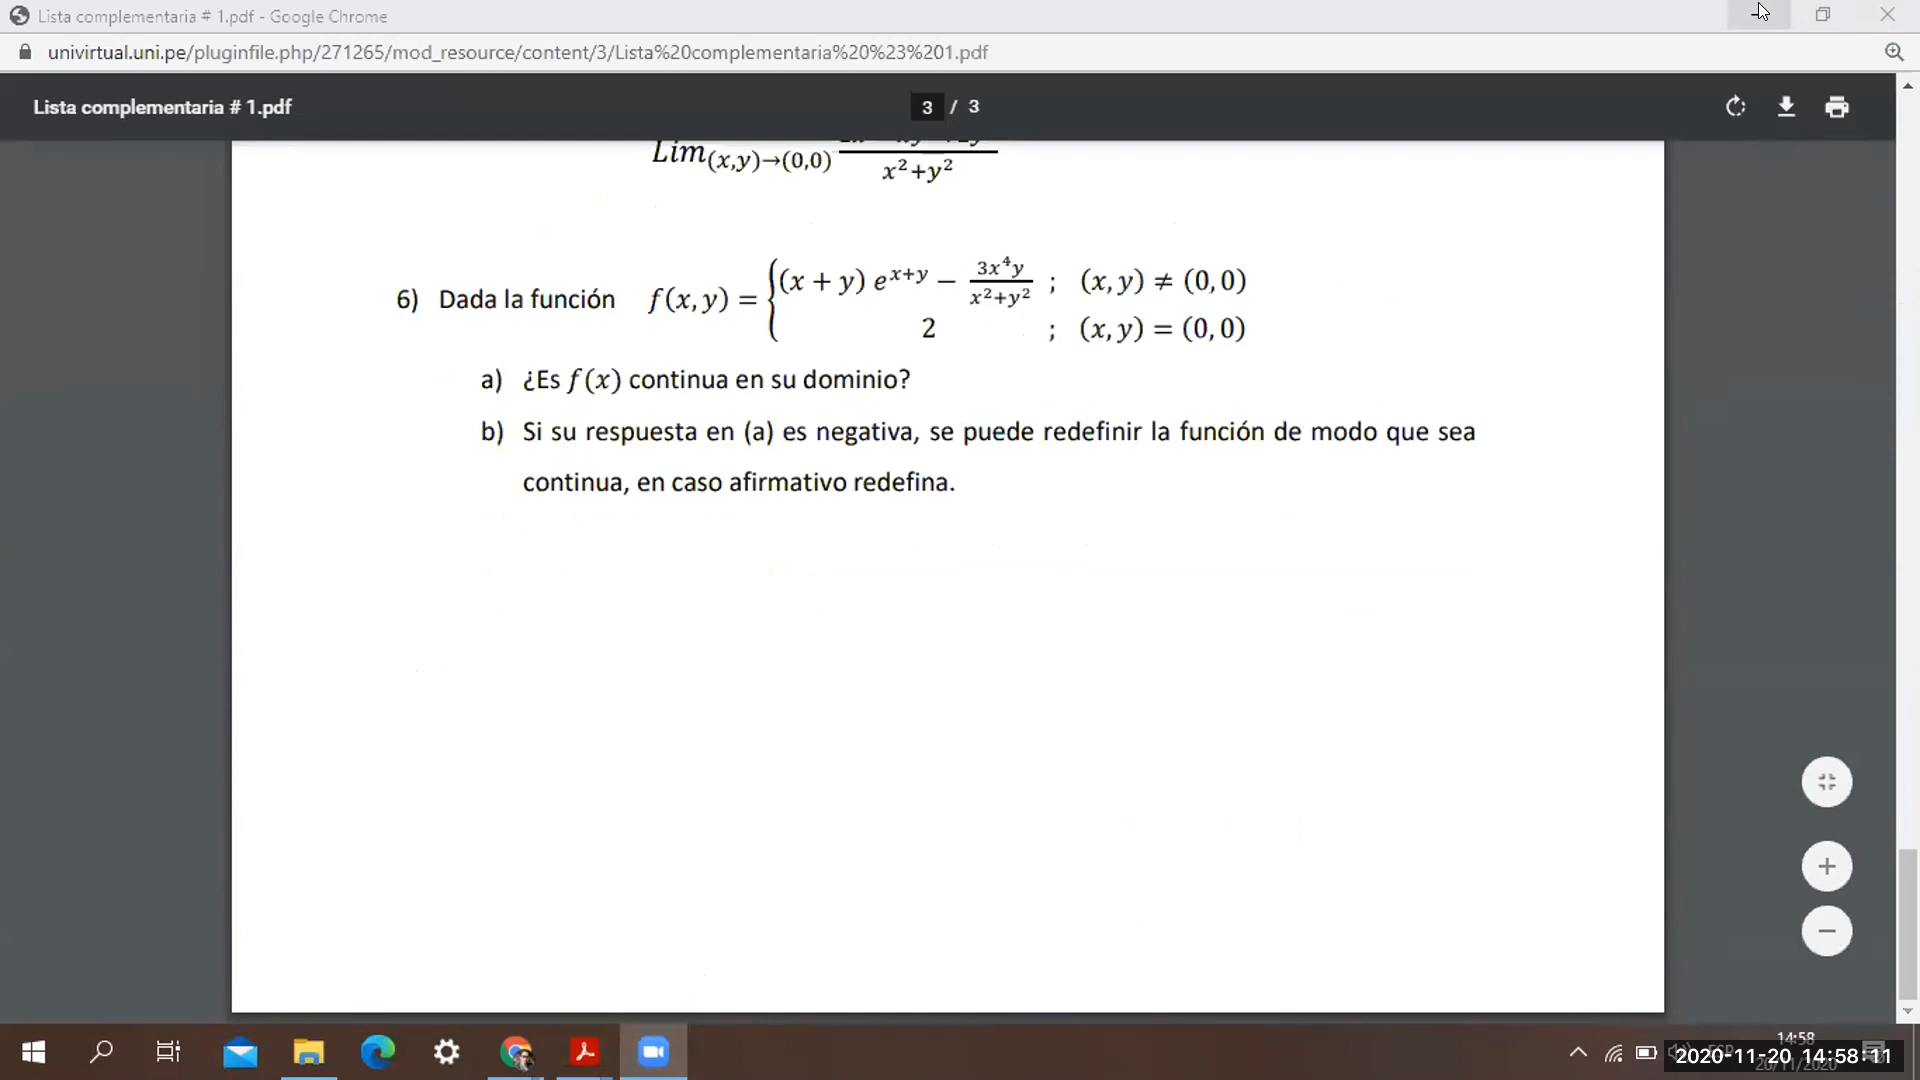 Lista complementaria # 1.pdf - Google Chrome
univirtual.uni.pe/pluginfile.php/271265/mod_resource/content/3/Lista%20complementaria%20%23%201.pdf
Lista complementaria # 1.pdf 3 / 3
Lim(x,y)→(0,0) x²+y²
6) Dada la función f(x, y) = { (x + y) e^(x+y) − 3x⁴y / x²+y² ; (x, y) ≠ (0, 0)
2 ; (x, y) = (0, 0)
a) ¿Es f(x) continua en su dominio?
b) Si su respuesta en (a) es negativa, se puede redefinir la función de modo que sea
continua, en caso afirmativo redefina.
14:58
2020-11-20 14:58:11